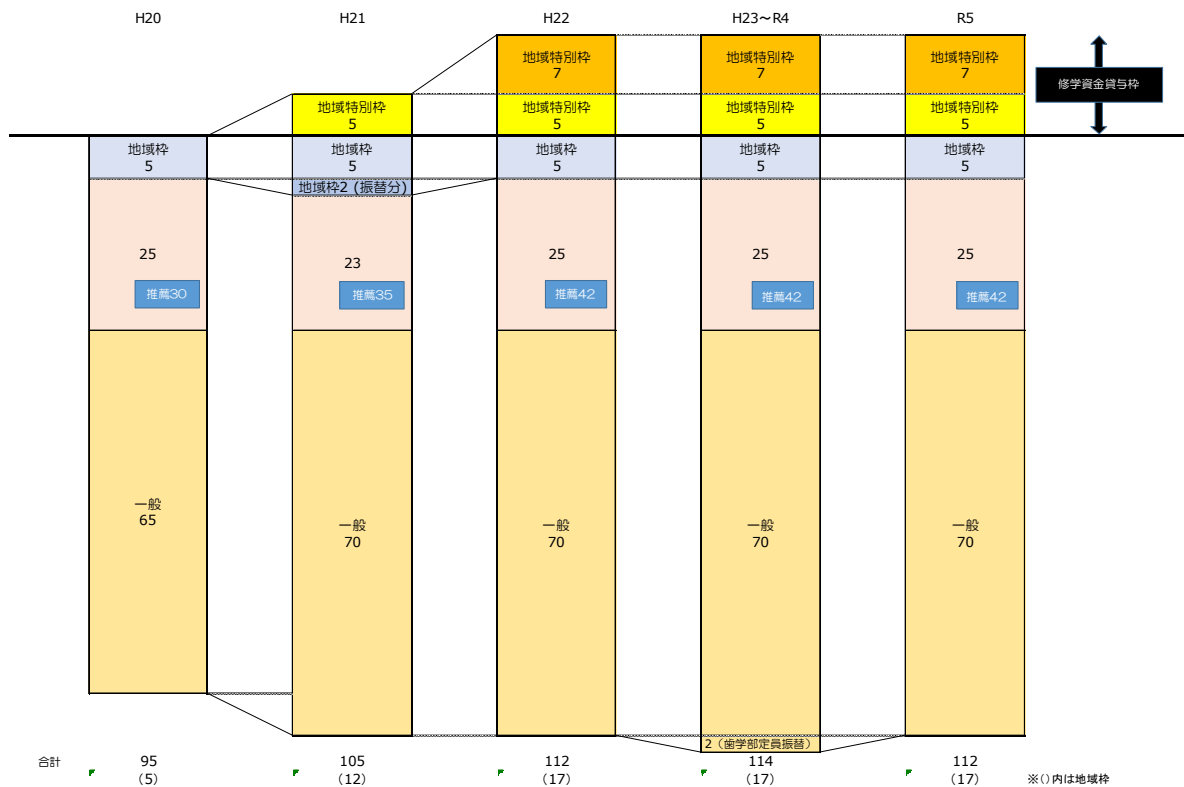 H20 H21 H22 H23～R4 R5
地域特別枠 地域特別枠 地域特別枠
7 7 7
修学資金貸与枠
地域特別枠 地域特別枠 地域特別枠 地域特別枠
5 5 5 5
地域枠 地域枠 地域枠 地域枠 地域枠
5 5 5 5 5
地域枠2 (振替分)
25 23 25 25 25
推薦30 推薦35 推薦42 推薦42 推薦42
一般 一般 一般 一般 一般
65 70 70 70 70
2（歯学部定員振替）
合計 95 105 112 114 112
（5） （12） （17） （17） （17） ※()内は地域枠